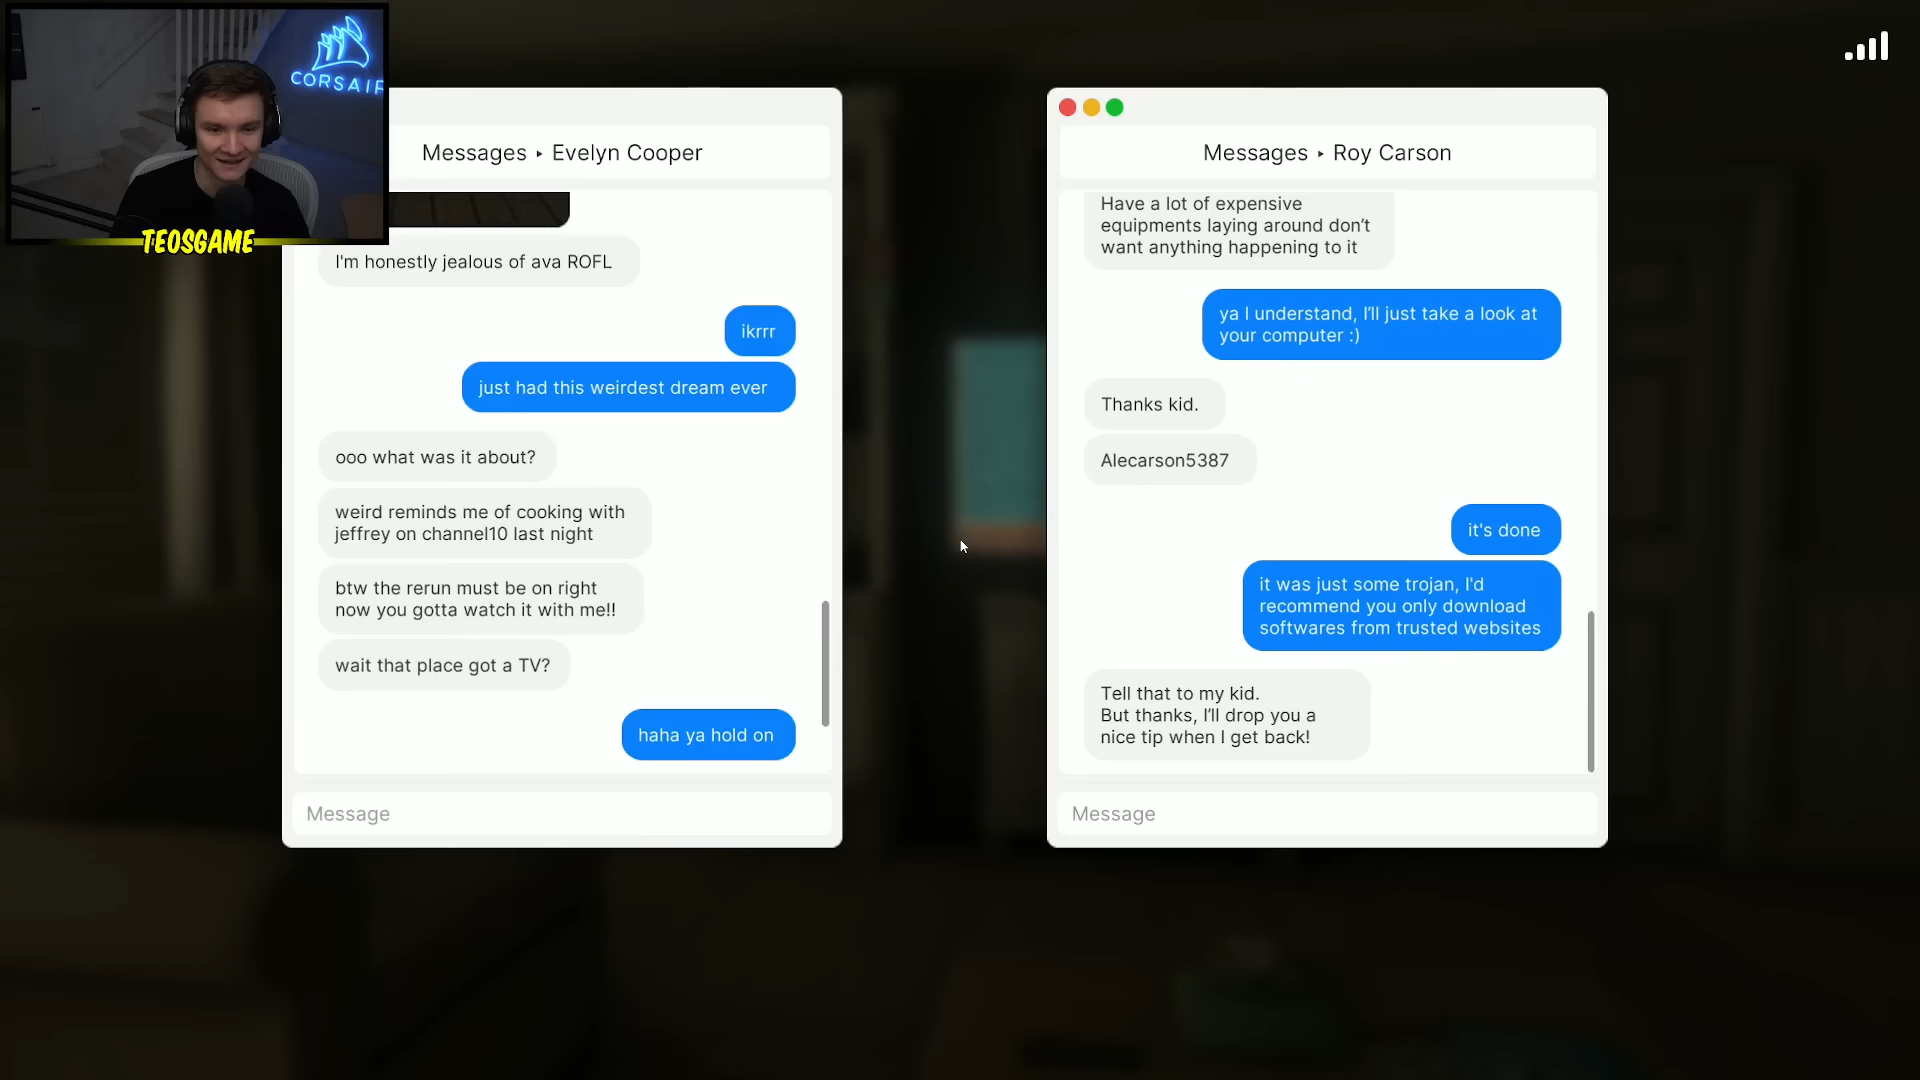 CORSAIR
TEOSGAME
Messages ▸ Evelyn Cooper
I'm honestly jealous of ava ROFL
ikrrr
just had this weirdest dream ever
ooo what was it about?
weird reminds me of cooking with
jeffrey on channel10 last night
btw the rerun must be on right
now you gotta watch it with me!!
wait that place got a TV?
haha ya hold on
Message
Messages ▸ Roy Carson
Have a lot of expensive
equipments laying around don't
want anything happening to it
ya I understand, I'll just take a look at
your computer :)
Thanks kid.
Alecarson5387
it's done
it was just some trojan, I'd
recommend you only download
softwares from trusted websites
Tell that to my kid.
But thanks, I'll drop you a
nice tip when I get back!
Message